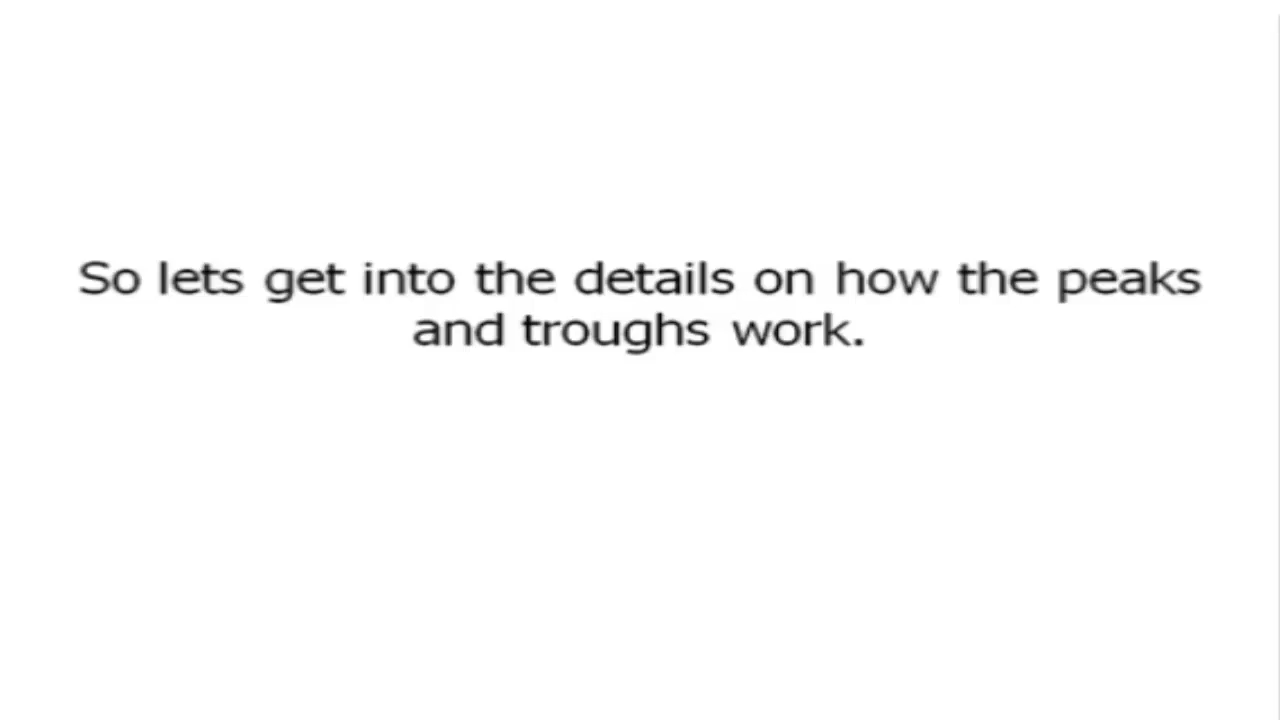 So lets get into the details on how the peaks
and troughs work.